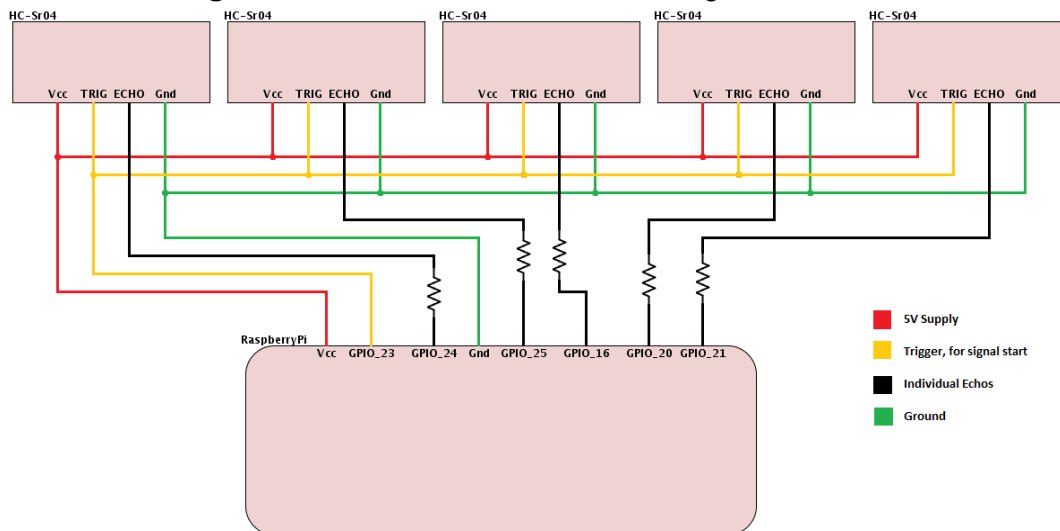 HC-Sr04 HC-Sr04 HC-Sr04 HC-Sr04 HC-Sr04
Vcc TRIG ECHO Gnd Vcc TRIG ECHO Gnd Vcc TRIG ECHO Gnd Vcc TRIG ECHO Gnd Vcc TRIG ECHO Gnd
RaspberryPi
Vcc GPIO_23 GPIO_24 Gnd GPIO_25 GPIO_16 GPIO_20 GPIO_21
5V Supply
Trigger, for signal start
Individual Echos
Ground